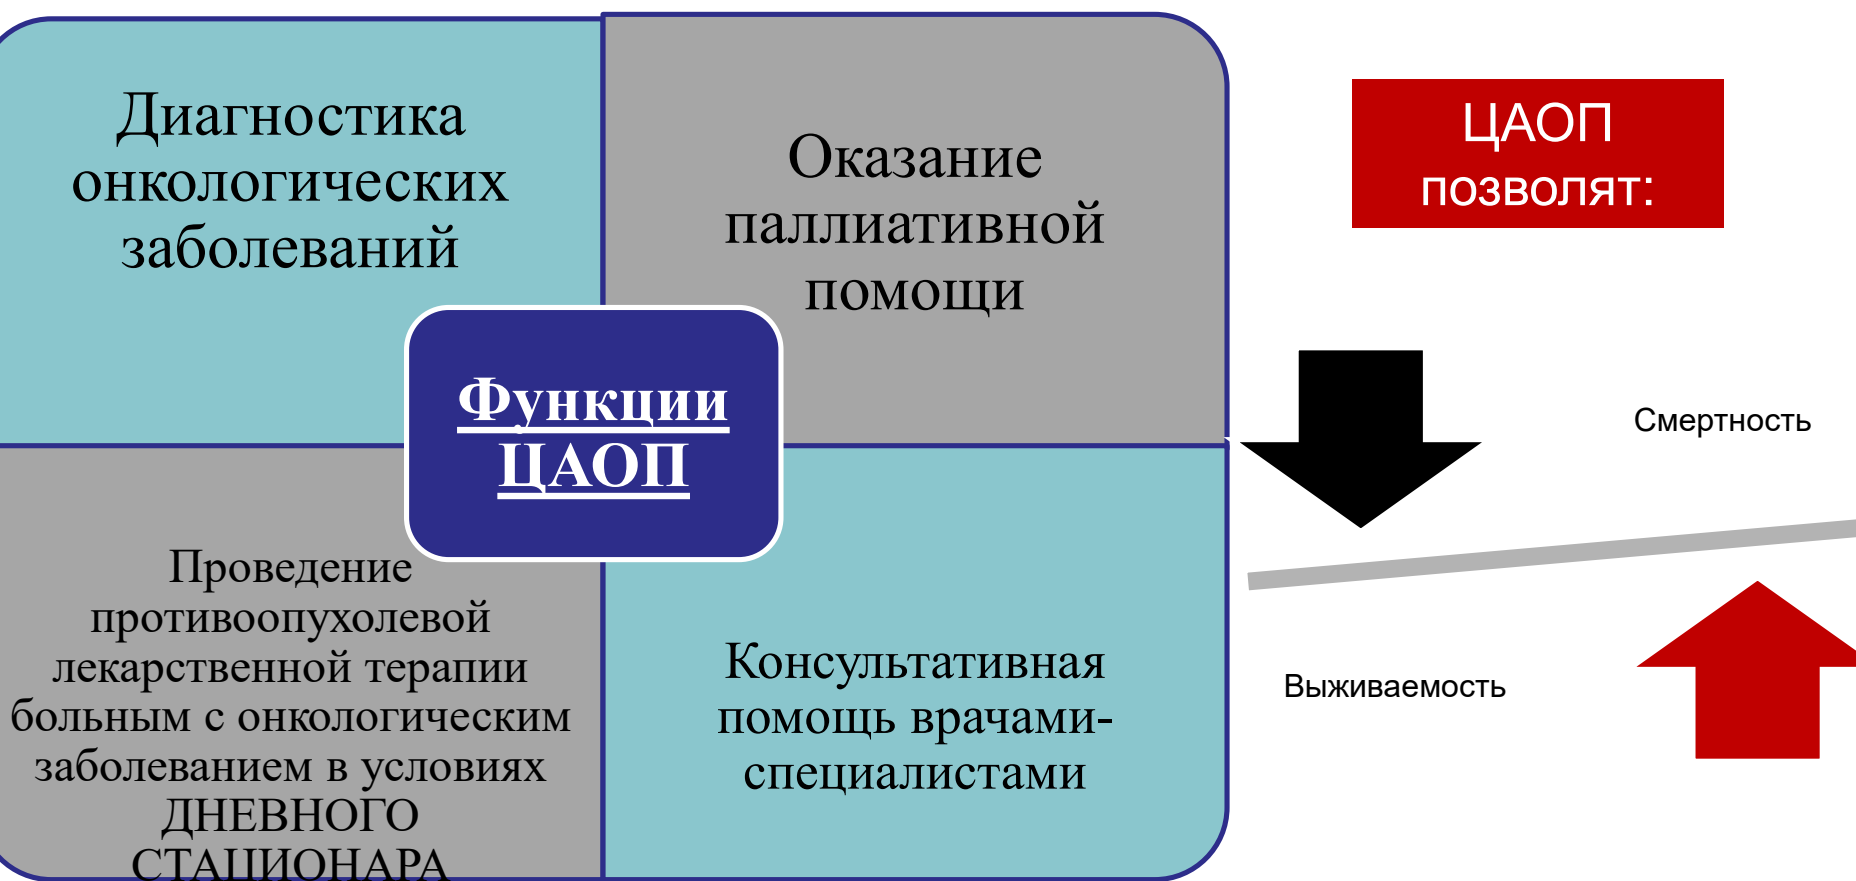 Диагностика
онкологических
заболеваний
Оказание
паллиативной
помощи
Функции
ЦАОП
Проведение
противоопухолевой
лекарственной терапии
больным с онкологическим
заболеванием в условиях
ДНЕВНОГО
СТАЦИОНАРА
Консультативная
помощь врачами-
специалистами
ЦАОП
позволят:
Смертность
Выживаемость